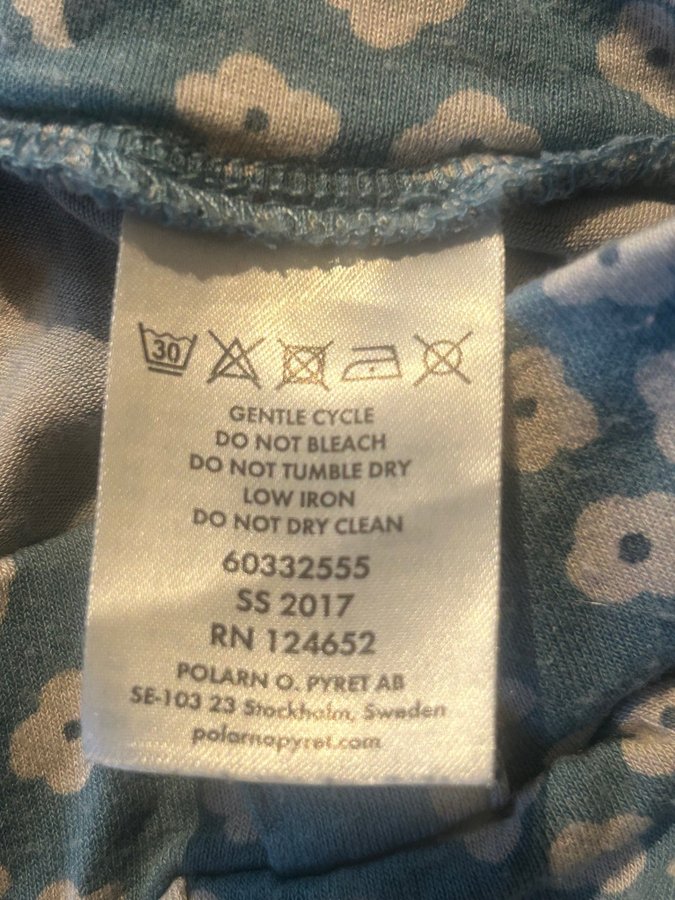 30
GENTLE CYCLE
DO NOT BLEACH
DO NOT TUMBLE DRY
LOW IRON
DO NOT DRY CLEAN
60332555
SS 2017
RN 124652
POLARN O. PYRET AB
SE-103 23 Stockholm, Sweden
polarnopyret.com